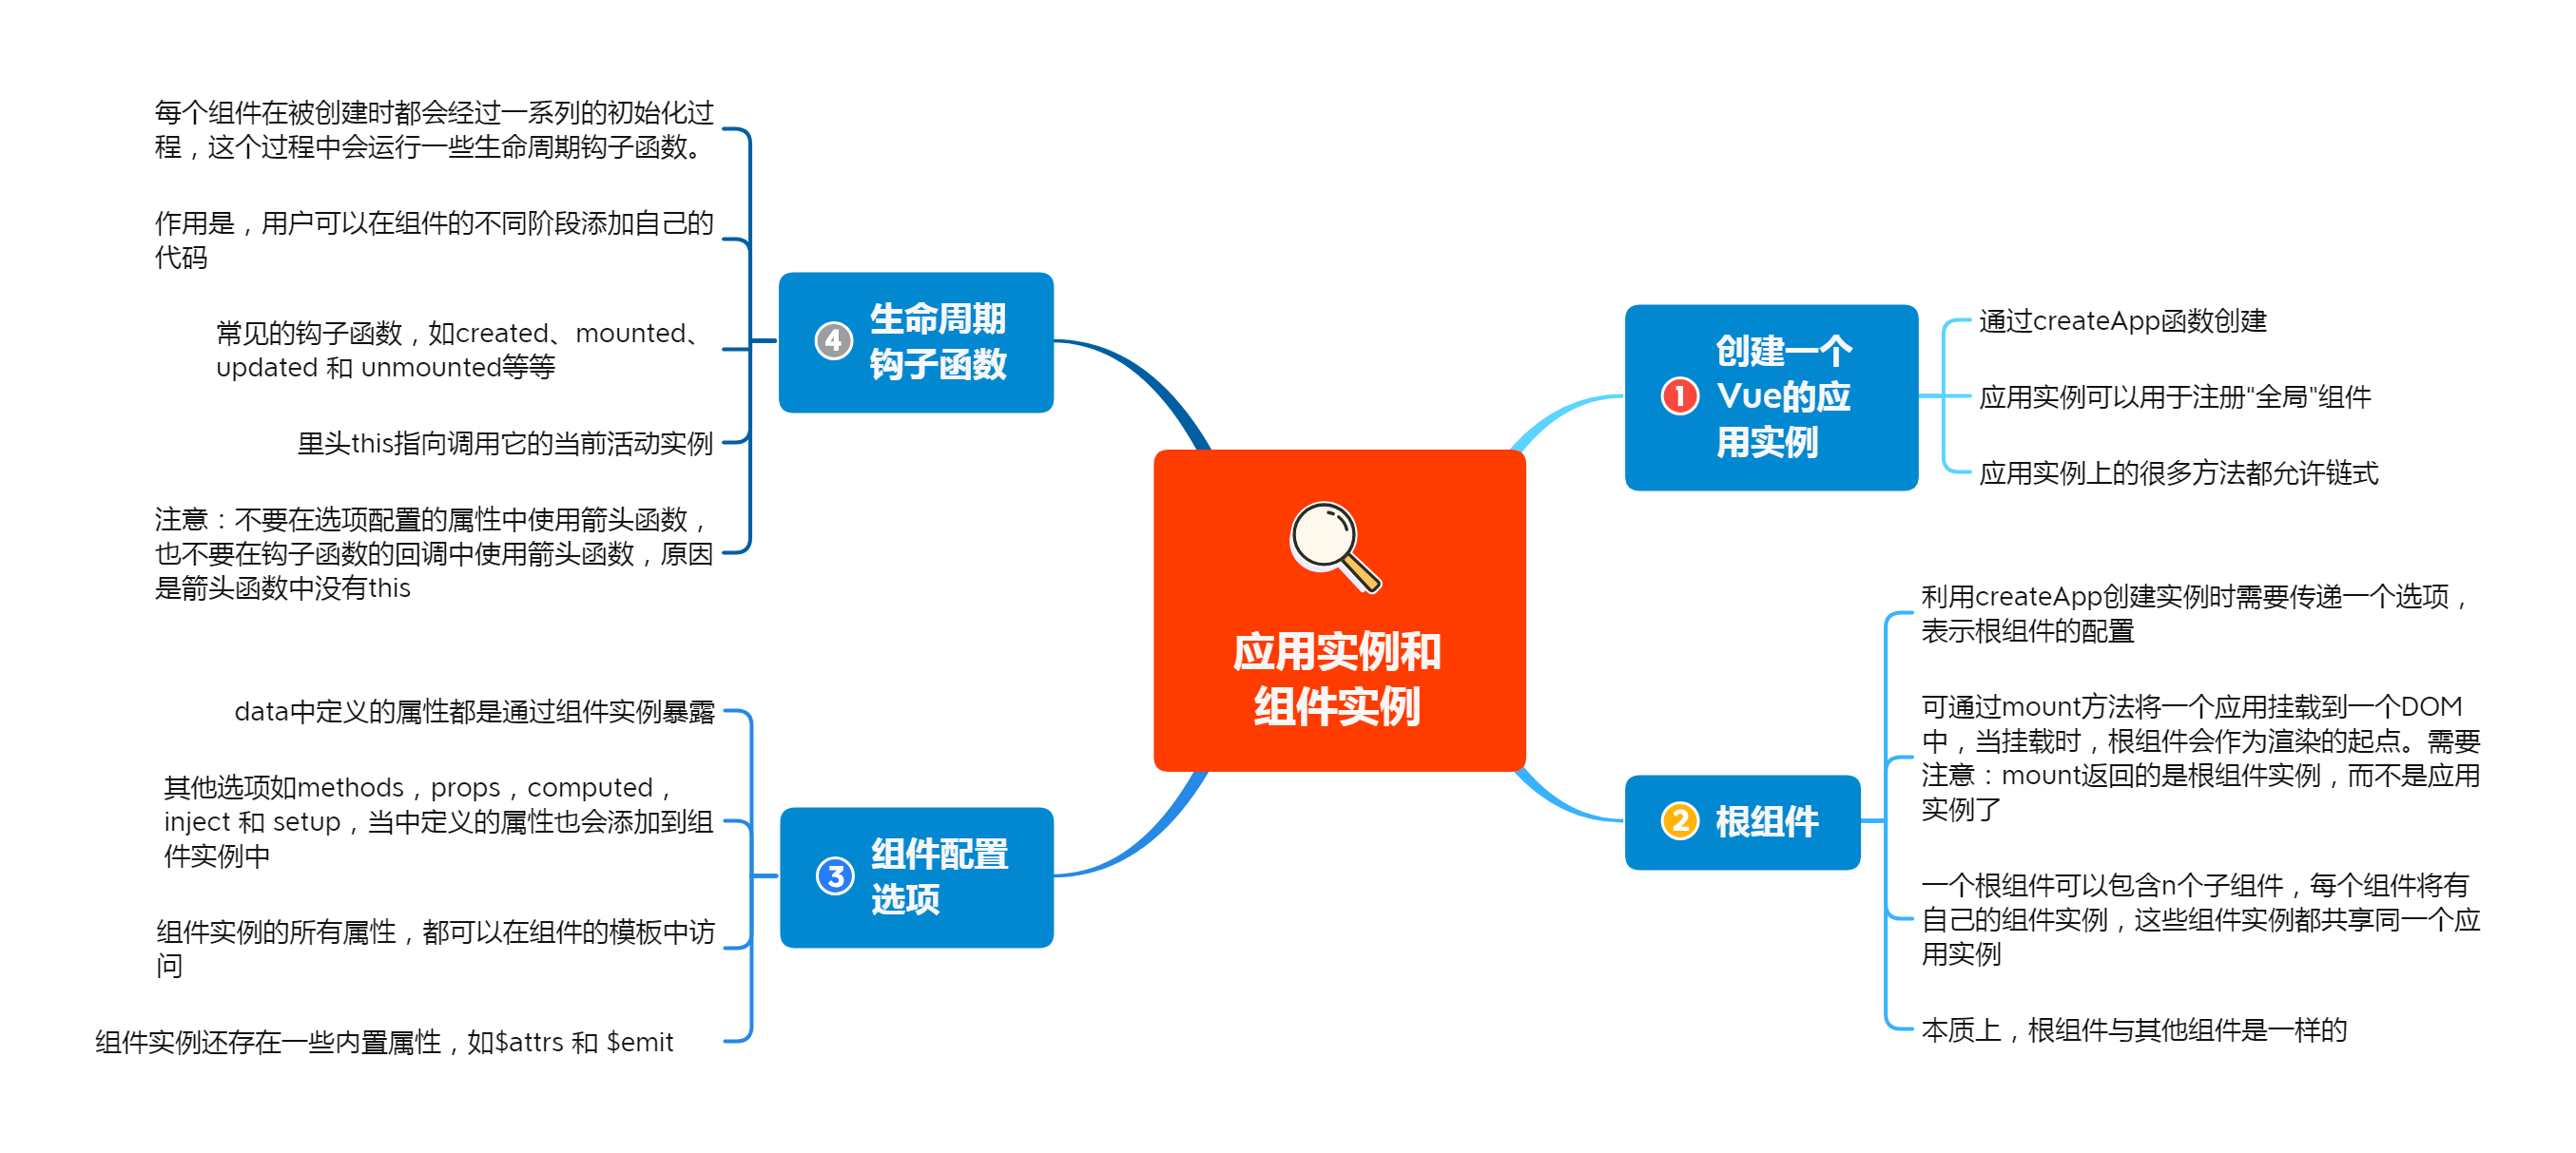 应用实例和
组件实例
1
创建一个
Vue的应
用实例
通过createApp函数创建
应用实例可以用于注册“全局"组件
应用实例上的很多方法都允许链式
2
根组件
利用createApp创建实例时需要传递一个选项，
表示根组件的配置
可通过mount方法将一个应用挂载到一个DOM
中，当挂载时，根组件会作为渲染的起点。需要
注意：mount返回的是根组件实例，而不是应用
实例了
一个根组件可以包含n个子组件，每个组件将有
自己的组件实例，这些组件实例都共享同一个应
用实例
本质上，根组件与其他组件是一样的
3
组件配置
选项
data中定义的属性都是通过组件实例暴露
其他选项如methods，props，computed，
inject 和 setup，当中定义的属性也会添加到组
件实例中
组件实例的所有属性，都可以在组件的模板中访
问
组件实例还存在一些内置属性，如$attrs 和 $emit
4
生命周期
钩子函数
每个组件在被创建时都会经过一系列的初始化过
程，这个过程中会运行一些生命周期钩子函数。
作用是，用户可以在组件的不同阶段添加自己的
代码
常见的钩子函数，如created、mounted、
updated 和 unmounted等等
里头this指向调用它的当前活动实例
注意：不要在选项配置的属性中使用箭头函数，
也不要在钩子函数的回调中使用箭头函数，原因
是箭头函数中没有this